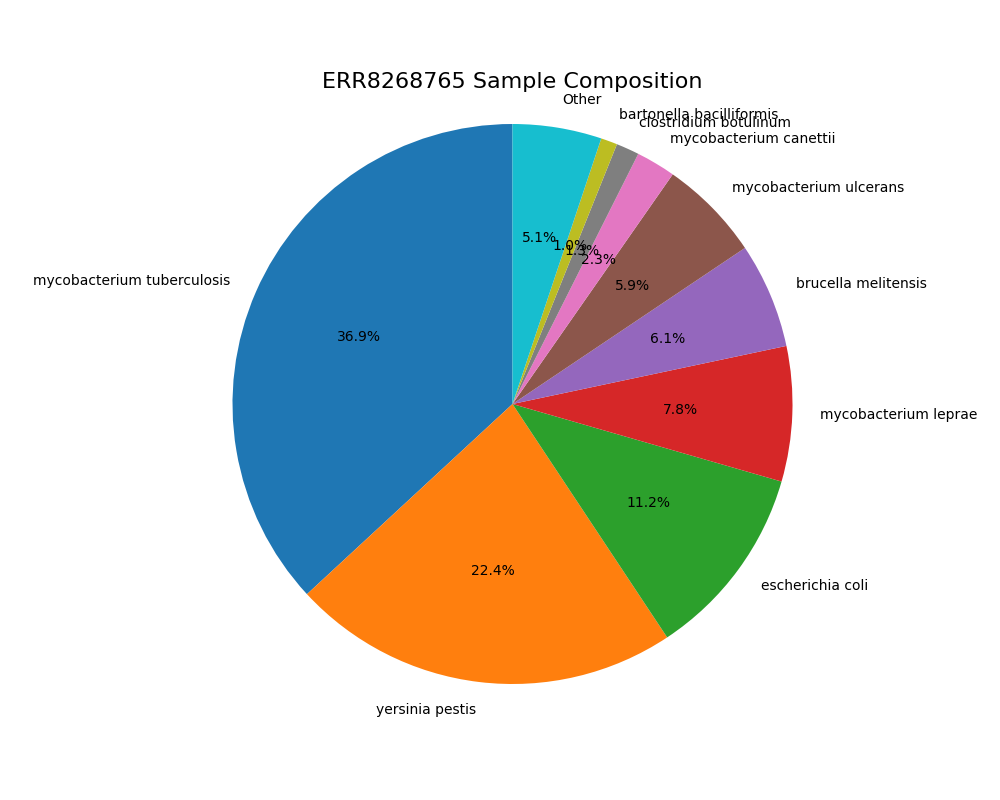 ERR8268765 Sample Composition
Other
bartonella bacilliformis
clostridium botulinum
mycobacterium canettii
mycobacterium ulcerans
brucella melitensis
mycobacterium leprae
escherichia coli
yersinia pestis
mycobacterium tuberculosis
5.1%
1.0%
1.3%
2.3%
5.9%
6.1%
7.8%
11.2%
22.4%
36.9%